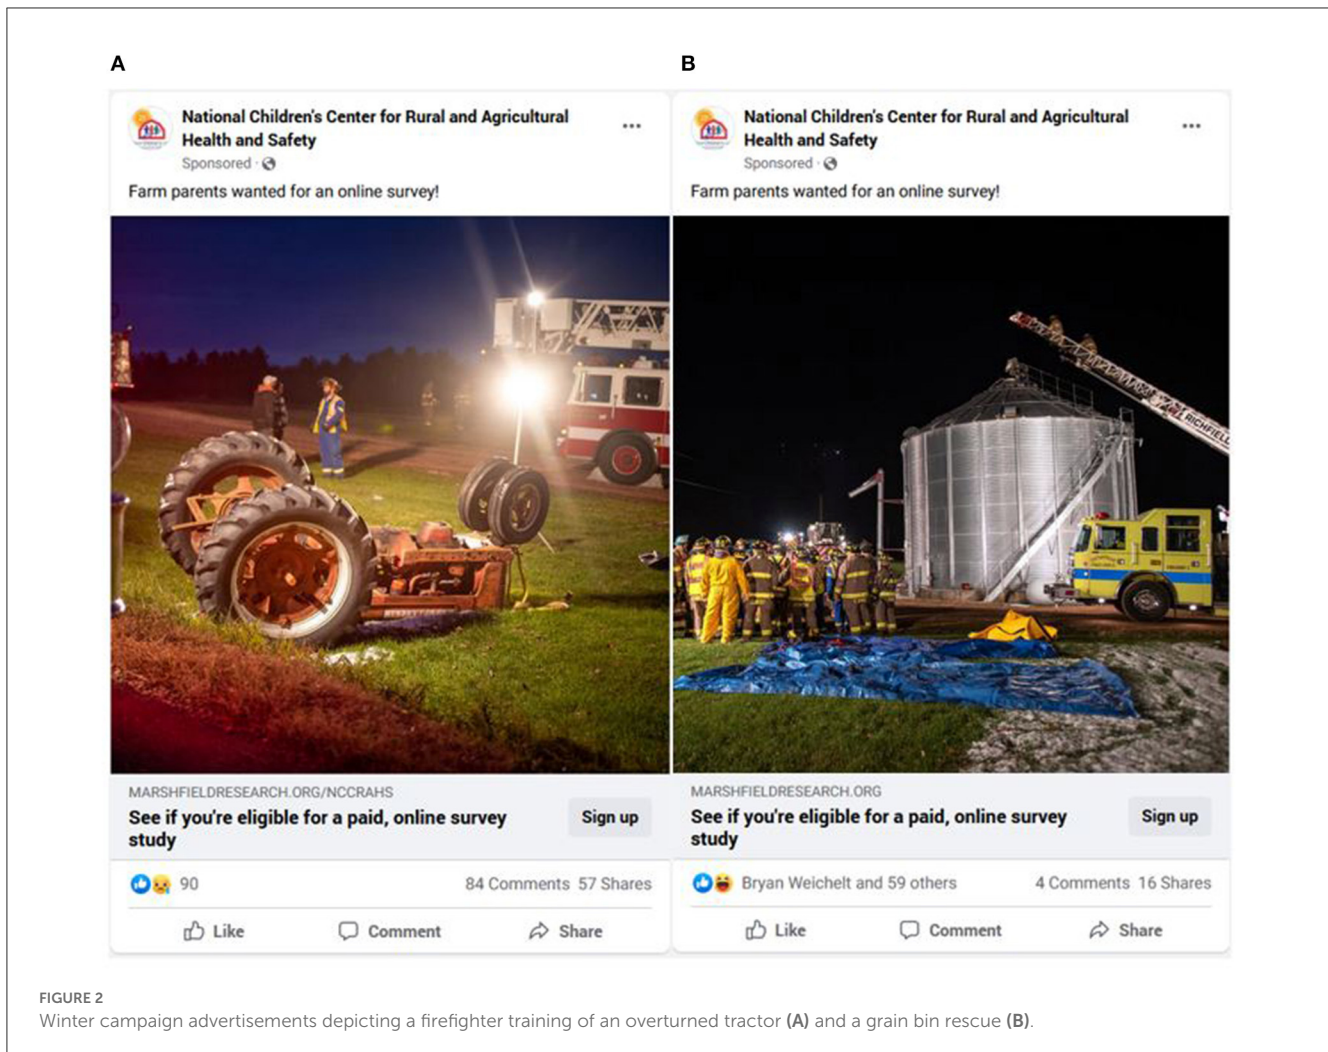 A
B
National Children's Center for Rural and Agricultural
Health and Safety
Sponsored ·
Farm parents wanted for an online survey!
MARSHFIELDRESEARCH.ORG/NCCRAHS
See if you're eligible for a paid, online survey
study
Sign up
90
84 Comments 57 Shares
Like
Comment
Share
National Children's Center for Rural and Agricultural
Health and Safety
Sponsored ·
Farm parents wanted for an online survey!
RICHFIELD
MARSHFIELDRESEARCH.ORG
See if you're eligible for a paid, online survey
study
Sign up
Bryan Weichelt and 59 others
4 Comments 16 Shares
Like
Comment
Share
FIGURE 2
Winter campaign advertisements depicting a firefighter training of an overturned tractor (A) and a grain bin rescue (B).